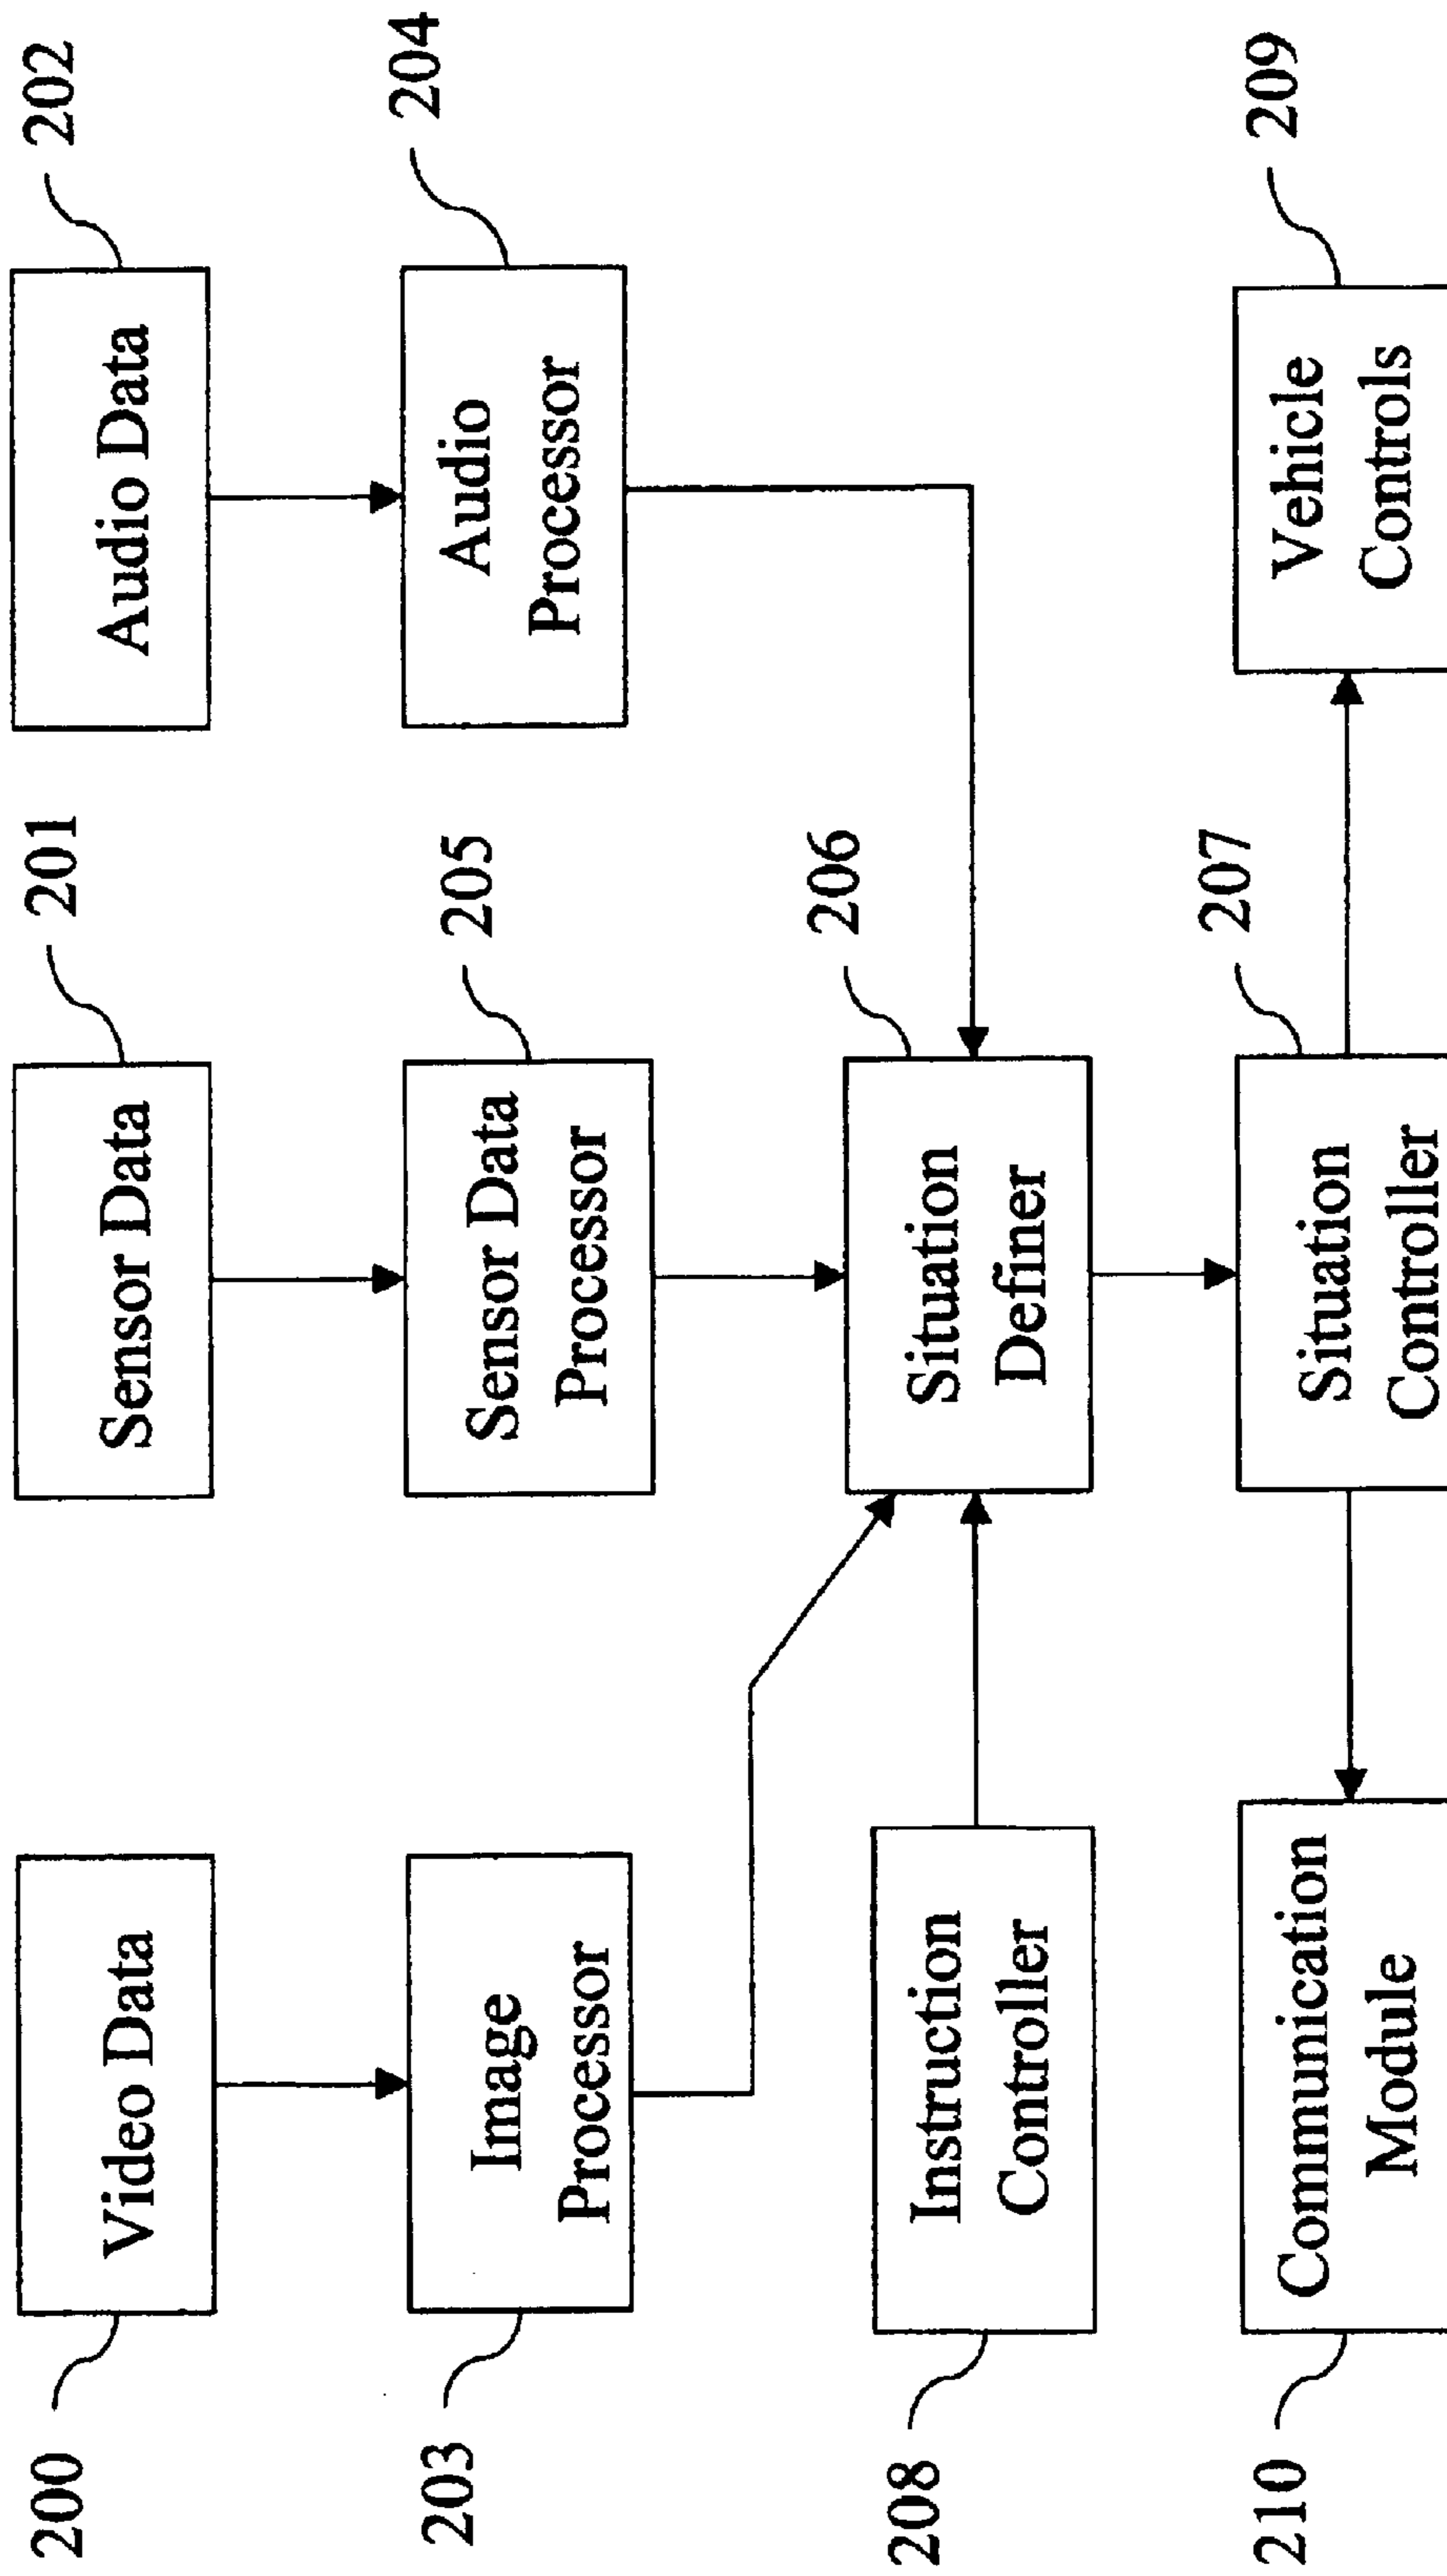 200
Video Data
Sensor Data
201
Audio Data
202
203
Image
Processor
Sensor Data
Processor
205
Audio
Processor
204
208
Instruction
Controller
Situation
Definer
206
210
Communication
Module
Situation
Controller
207
Vehicle
Controls
209